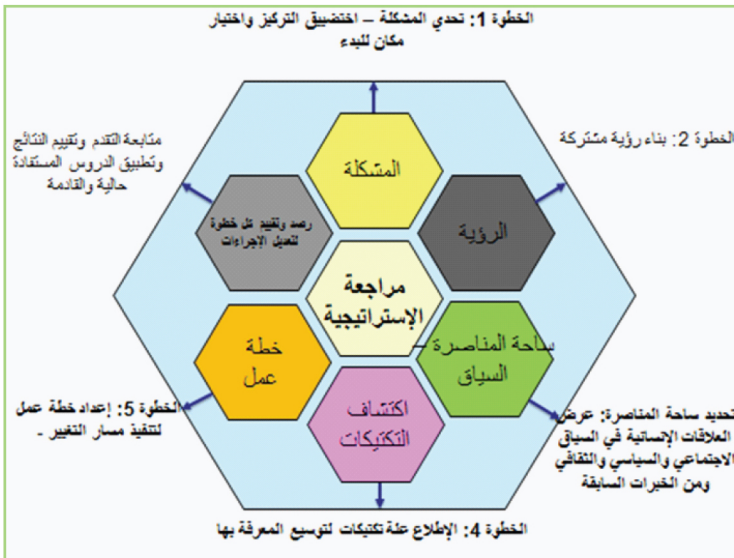 الخطوة 1: تحدي المشكلة – اختضييق التركيز واختيار
مكان للبدء
المشكلة
الخطوة 2: بناء رؤية مشتركة
الرؤية
متابعة التقدم وتقييم النتائج
وتطبيق الدروس المستفادة
حالية والقادمة
رصد وتقييم كل خطوة
لتعديل الإجراءات
مراجعة
الإستراتيجية
ساحة المناصرة –
السياق
تحديد ساحة المناصرة: عرض
العلاقات الإنسانية في السياق
الاجتماعي والسياسي والثقافي
ومن الخبرات السابقة
اكتشاف
التكتيكات
الخطوة 4: الإطلاع علة تكتيكات لتوسيع المعرفة بها
خطة
عمل
الخطوة 5: إعداد خطة عمل
لتنفيذ مسار التغيير -